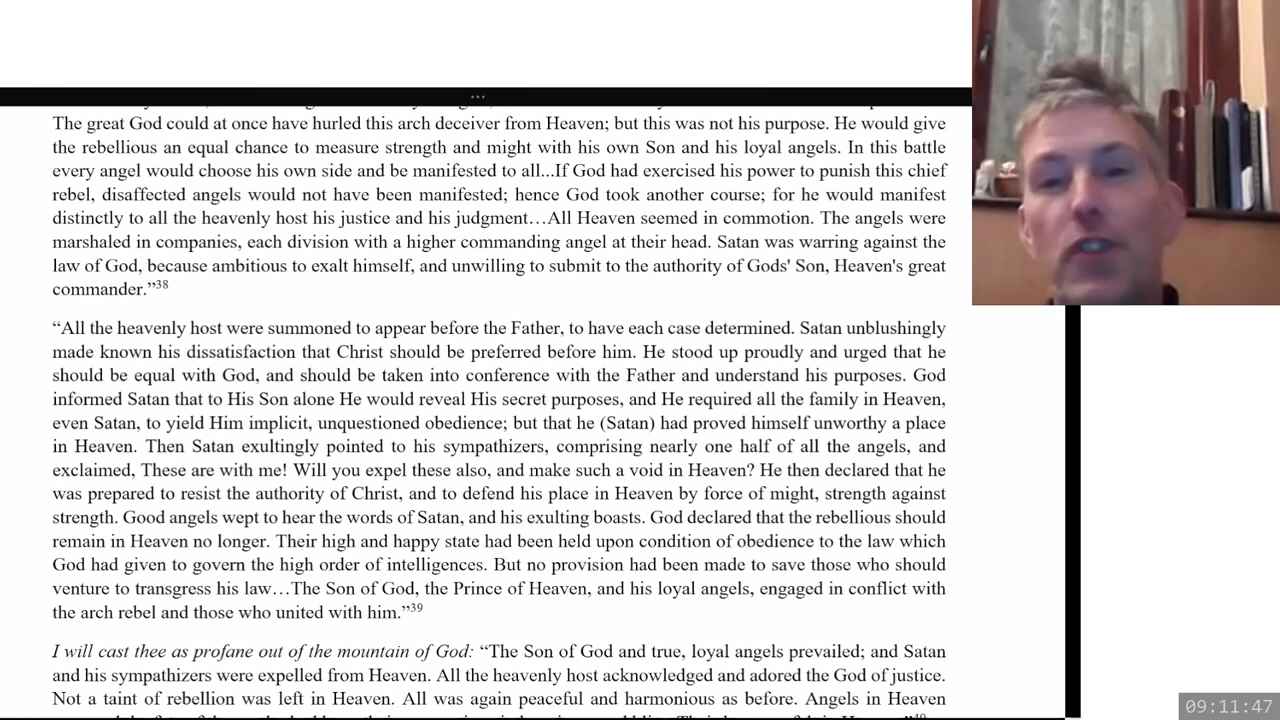 The great God could at once have hurled this arch deceiver from Heaven; but this was not his purpose. He would give
the rebellious an equal chance to measure strength and might with his own Son and his loyal angels. In this battle
every angel would choose his own side and be manifested to all...If God had exercised his power to punish this chief
rebel, disaffected angels would not have been manifested; hence God took another course; for he would manifest
distinctly to all the heavenly host his justice and his judgment…All Heaven seemed in commotion. The angels were
marshaled in companies, each division with a higher commanding angel at their head. Satan was warring against the
law of God, because ambitious to exalt himself, and unwilling to submit to the authority of Gods' Son, Heaven's great
commander.”38
“All the heavenly host were summoned to appear before the Father, to have each case determined. Satan unblushingly
made known his dissatisfaction that Christ should be preferred before him. He stood up proudly and urged that he
should be equal with God, and should be taken into conference with the Father and understand his purposes. God
informed Satan that to His Son alone He would reveal His secret purposes, and He required all the family in Heaven,
even Satan, to yield Him implicit, unquestioned obedience; but that he (Satan) had proved himself unworthy a place
in Heaven. Then Satan exultingly pointed to his sympathizers, comprising nearly one half of all the angels, and
exclaimed, These are with me! Will you expel these also, and make such a void in Heaven? He then declared that he
was prepared to resist the authority of Christ, and to defend his place in Heaven by force of might, strength against
strength. Good angels wept to hear the words of Satan, and his exulting boasts. God declared that the rebellious should
remain in Heaven no longer. Their high and happy state had been held upon condition of obedience to the law which
God had given to govern the high order of intelligences. But no provision had been made to save those who should
venture to transgress his law…The Son of God, the Prince of Heaven, and his loyal angels, engaged in conflict with
the arch rebel and those who united with him.”39
I will cast thee as profane out of the mountain of God: “The Son of God and true, loyal angels prevailed; and Satan
and his sympathizers were expelled from Heaven. All the heavenly host acknowledged and adored the God of justice.
Not a taint of rebellion was left in Heaven. All was again peaceful and harmonious as before. Angels in Heaven
09:11:47